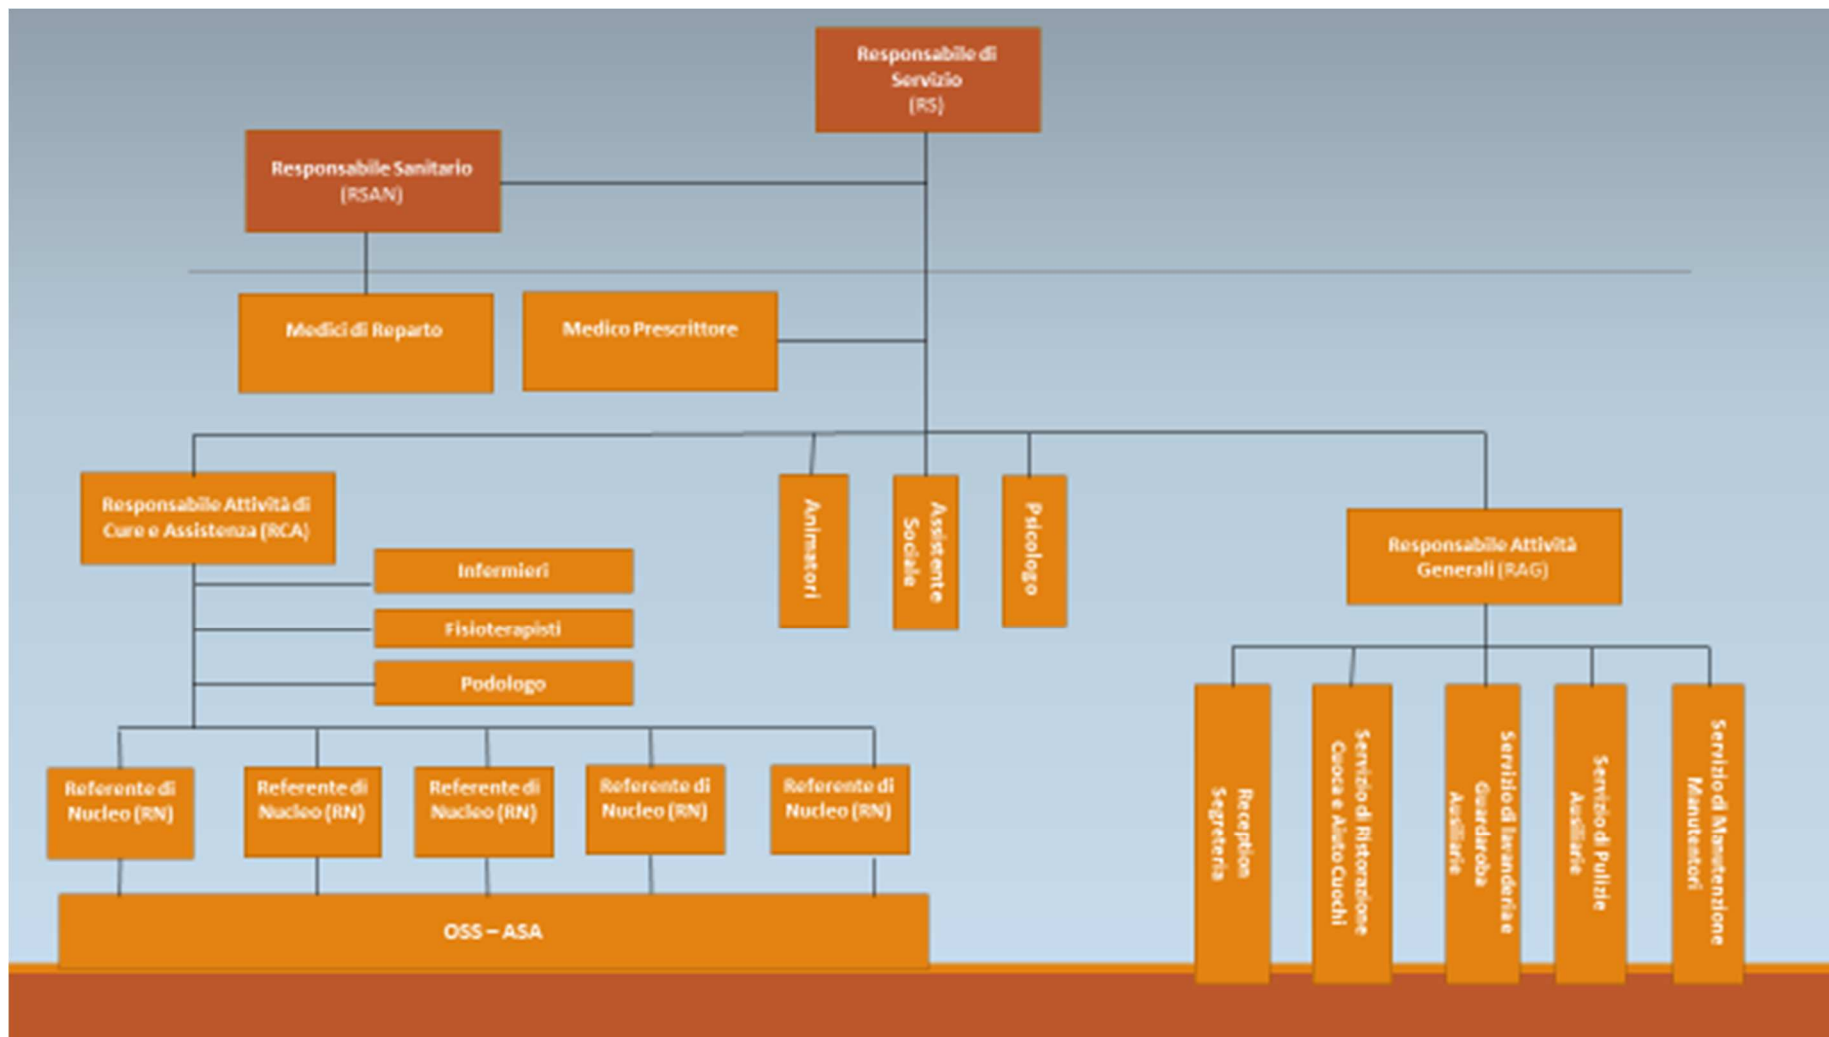 Responsabile di
Servizio
(RS)
Responsabile Sanitario
(RSAN)
Medici di Reparto
Medico Prescrittore
Responsabile Attività di
Cure e Assistenza (RCA)
Animatori
Assistente
Sociale
Psicologo
Responsabile Attività
Generali (RAG)
Infermieri
Fisioterapisti
Podologo
Referente di
Nucleo (RN)
Referente di
Nucleo (RN)
Referente di
Nucleo (RN)
Referente di
Nucleo (RN)
Referente di
Nucleo (RN)
OSS – ASA
Reception
Segreteria
Servizio di Ristorazione
Cuoca e Aiuto Cuochi
Servizio di lavanderia e
Guardaroba
Ausiliarie
Servizio di Pulizie
Ausiliarie
Servizio di Manutenzione
Manutentori